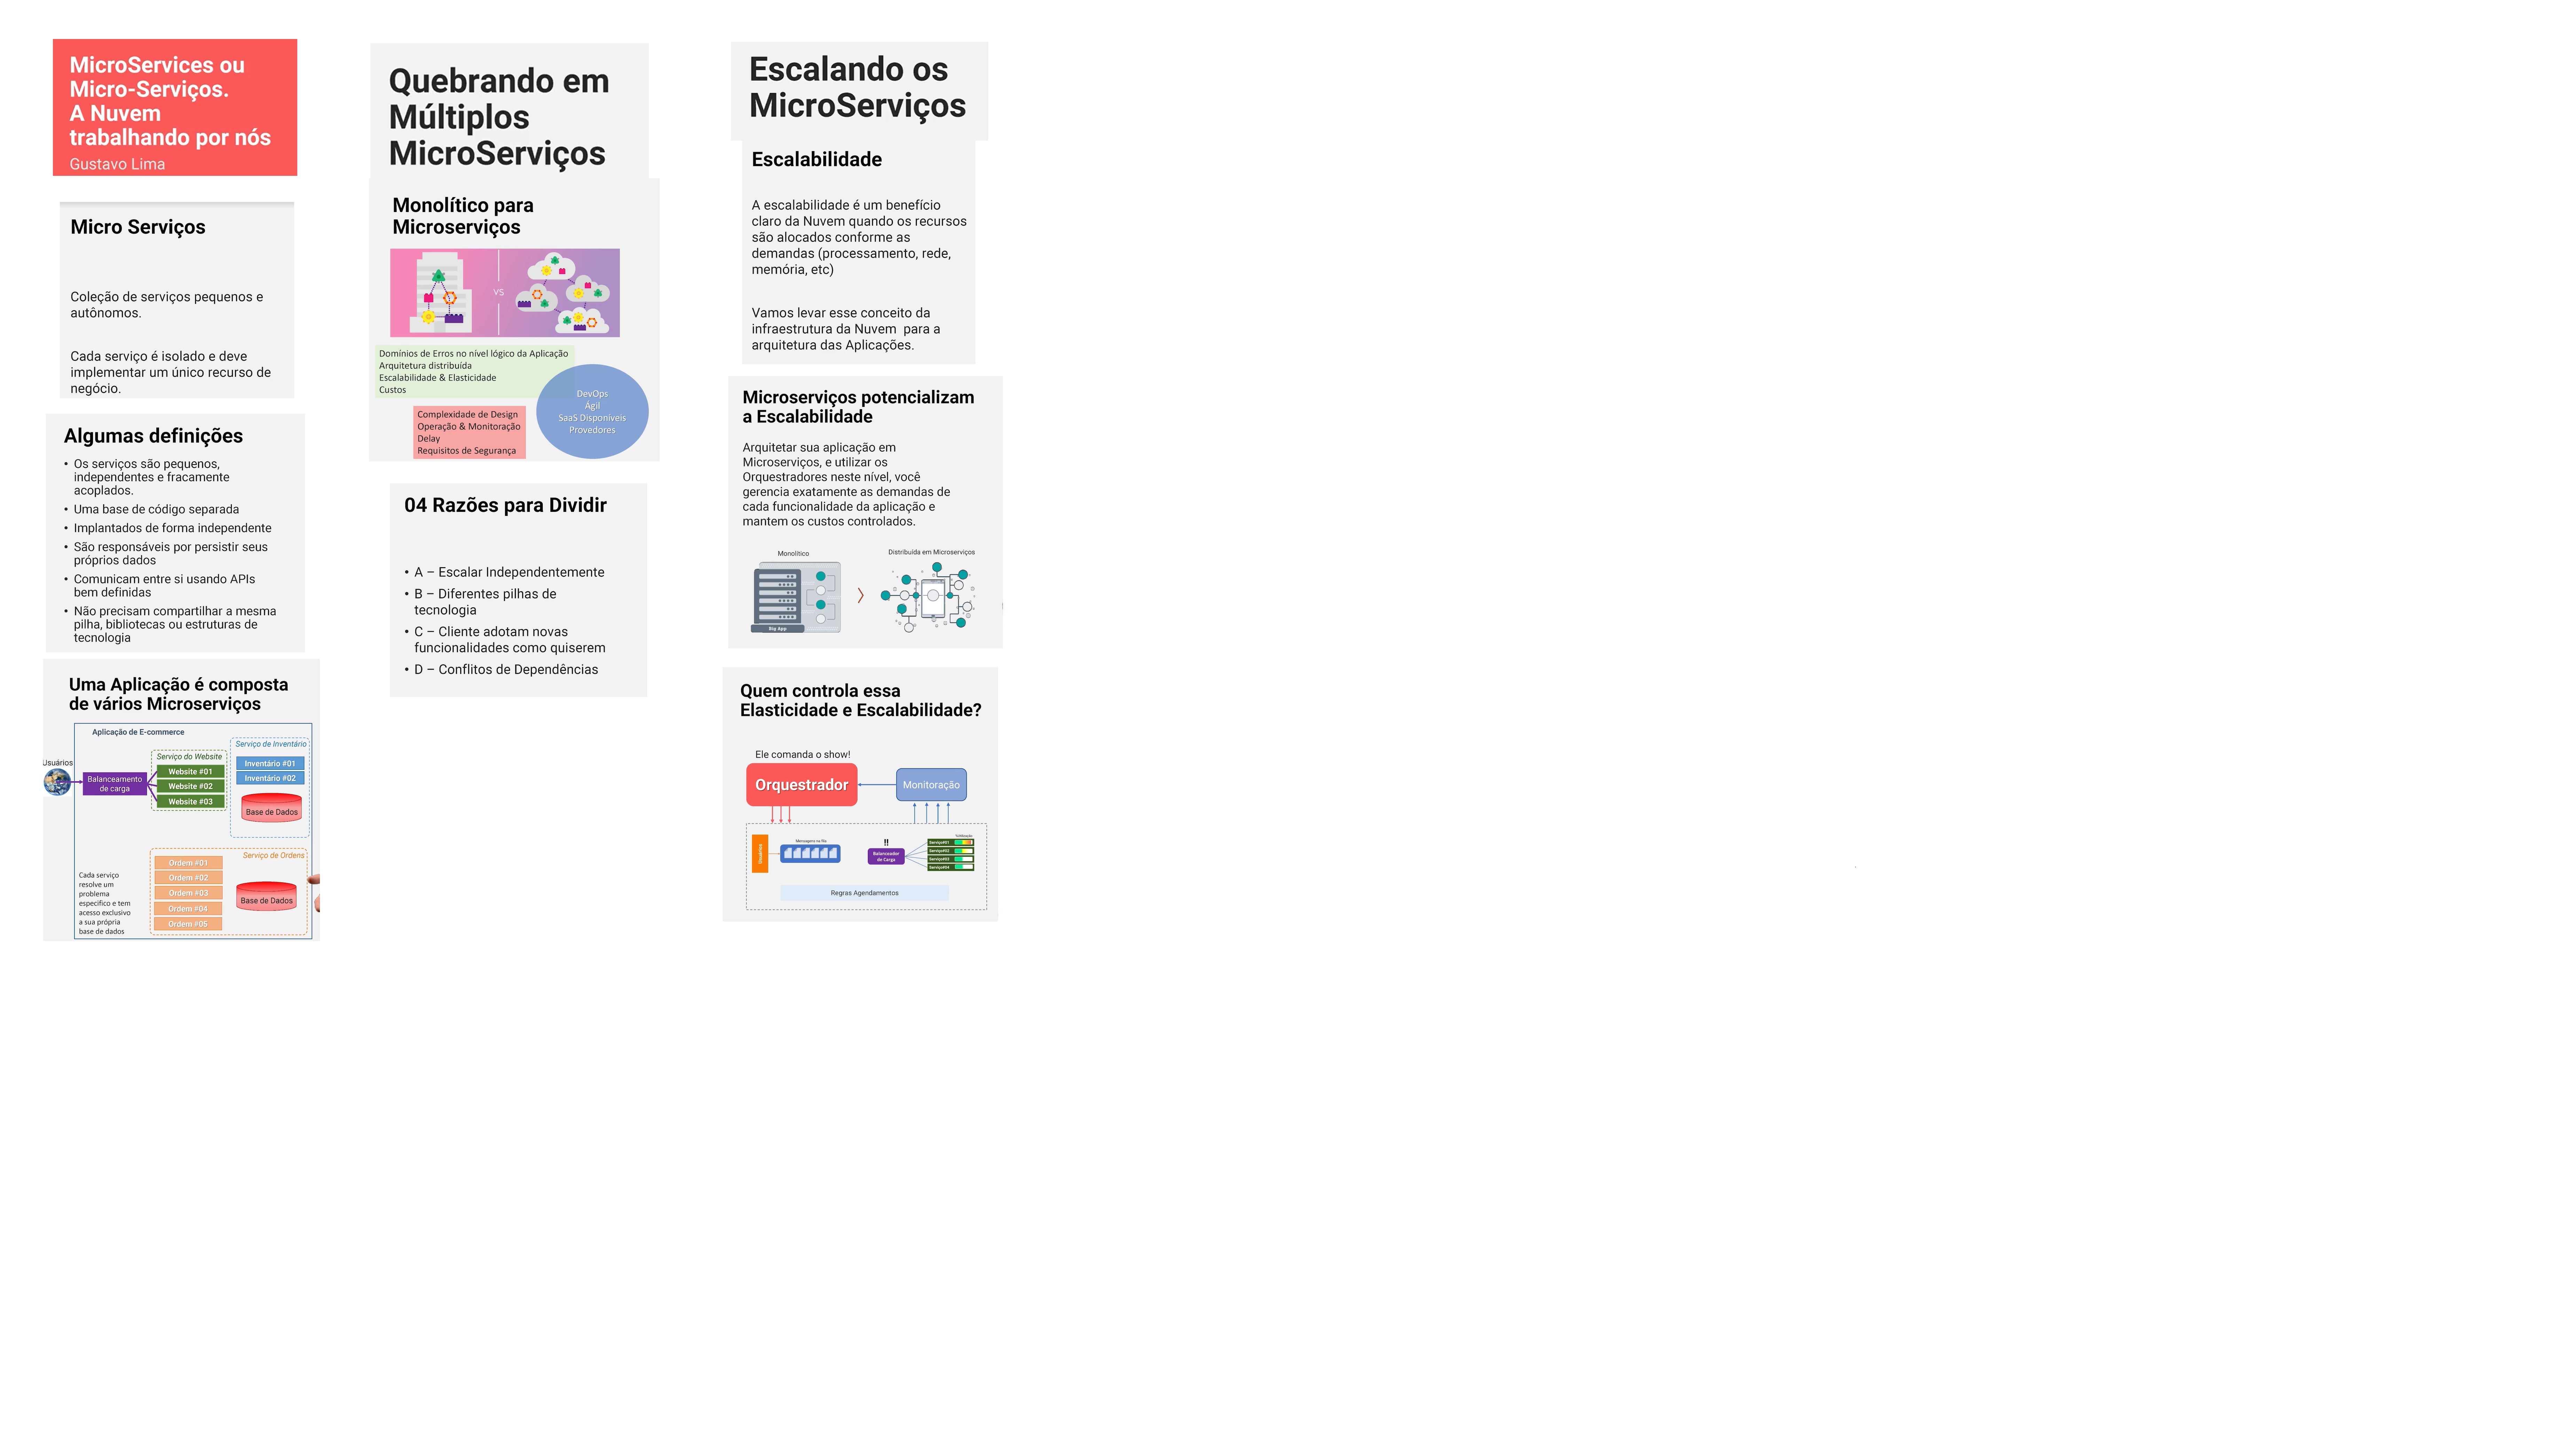 MicroServices ou
Micro-Serviços.
A Nuvem
trabalhando por nós
Gustavo Lima
Micro Serviços
Coleção de serviços pequenos e
autônomos.
Cada serviço é isolado e deve
implementar um único recurso de
negócio.
Algumas definições
• Os serviços são pequenos,
independentes e fracamente
acoplados.
• Uma base de código separada
• Implantados de forma independente
• São responsáveis por persistir seus
próprios dados
• Comunicam entre si usando APIs
bem definidas
• Não precisam compartilhar a mesma
pilha, bibliotecas ou estruturas de
tecnologia
Uma Aplicação é composta
de vários Microserviços
Aplicação de E-commerce
Usuários
Balanceamento
de carga
Serviço do Website
Website #01
Website #02
Website #03
Serviço de Inventário
Inventário #01
Inventário #02
Base de Dados
Serviço de Ordens
Ordem #01
Ordem #02
Ordem #03
Ordem #04
Ordem #05
Base de Dados
Cada serviço
resolve um
problema
especifico e tem
acesso exclusivo
a sua própria
base de dados
Quebrando em
Múltiplos
MicroServiços
Monolítico para
Microserviços
VS
Domínios de Erros no nível lógico da Aplicação
Arquitetura distribuída
Escalabilidade & Elasticidade
Custos
Complexidade de Design
Operação & Monitoração
Delay
Requisitos de Segurança
DevOps
Ágil
SaaS Disponíveis
Provedores
04 Razões para Dividir
• A – Escalar Independentemente
• B – Diferentes pilhas de
tecnologia
• C – Cliente adotam novas
funcionalidades como quiserem
• D – Conflitos de Dependências
Escalando os
MicroServiços
Escalabilidade
A escalabilidade é um benefício
claro da Nuvem quando os recursos
são alocados conforme as
demandas (processamento, rede,
memória, etc)
Vamos levar esse conceito da
infraestrutura da Nuvem para a
arquitetura das Aplicações.
Microserviços potencializam
a Escalabilidade
Arquitetar sua aplicação em
Microserviços, e utilizar os
Orquestradores neste nível, você
gerencia exatamente as demandas de
cada funcionalidade da aplicação e
mantem os custos controlados.
Monolítico
Big App
Distribuída em Microserviços
Quem controla essa
Elasticidade e Escalabilidade?
Ele comanda o show!
Orquestrador
Monitoração
Usuários
Mensagens na fila
!!
Balanceador
de Carga
Serviço#01
Serviço#02
Serviço#03
Serviço#04
Regras Agendamentos